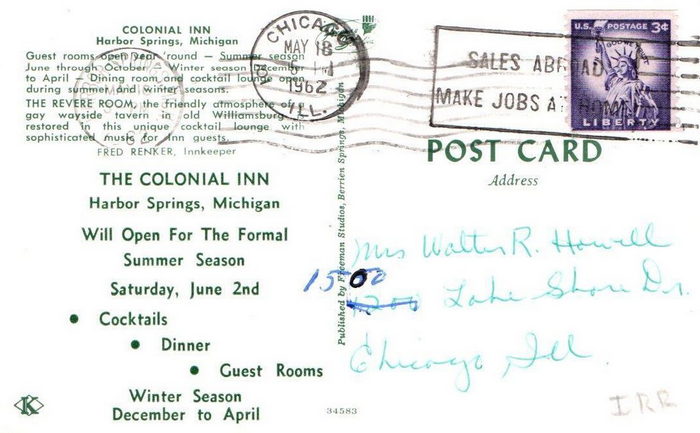 COLONIAL INN
Harbor Springs, Michigan
Guest rooms open year 'round — Summer season
June through October — Winter season December
to April — Dining room and cocktail lounge open
during summer and winter seasons.
THE REVERE ROOM, the friendly atmosphere of a
gay wayside tavern in old Williamsburg is
restored in this unique cocktail lounge with
sophisticated music for inn guests.
FRED RENKER, Innkeeper
THE COLONIAL INN
Harbor Springs, Michigan
Will Open For The Formal
Summer Season
Saturday, June 2nd
• Cocktails
• Dinner
• Guest Rooms
Winter Season
December to April
K
34583
Published by Freeman Studios, Berrien Springs, Michigan
CHICAGO
MAY 18
1962
ILL.
SALES ABROAD
MAKE JOBS AT HOME
U.S. POSTAGE 3¢
LIBERTY
POST CARD
Address
Mrs Walter R. Howell
1500
1200 Lake Shore Dr.
Chicago Ill.
IRR